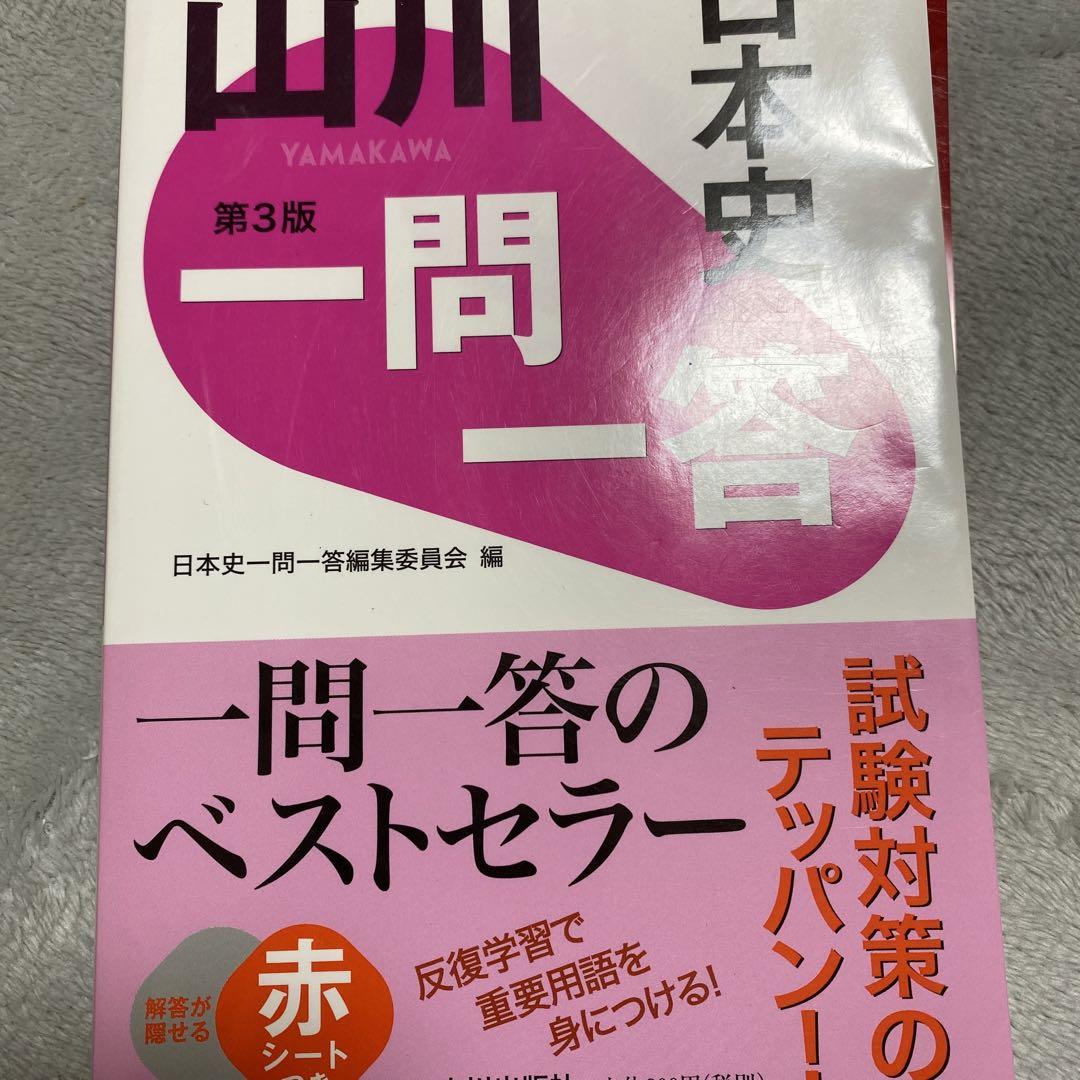 山川
YAMAKAWA
日本史
第3版
一問
一答
日本史一問一答編集委員会 編
一問一答の
ベストセラー
試験対策の
テッパン！
反復学習で
重要用語を
身につける!
解答が
隠せる
赤
シート